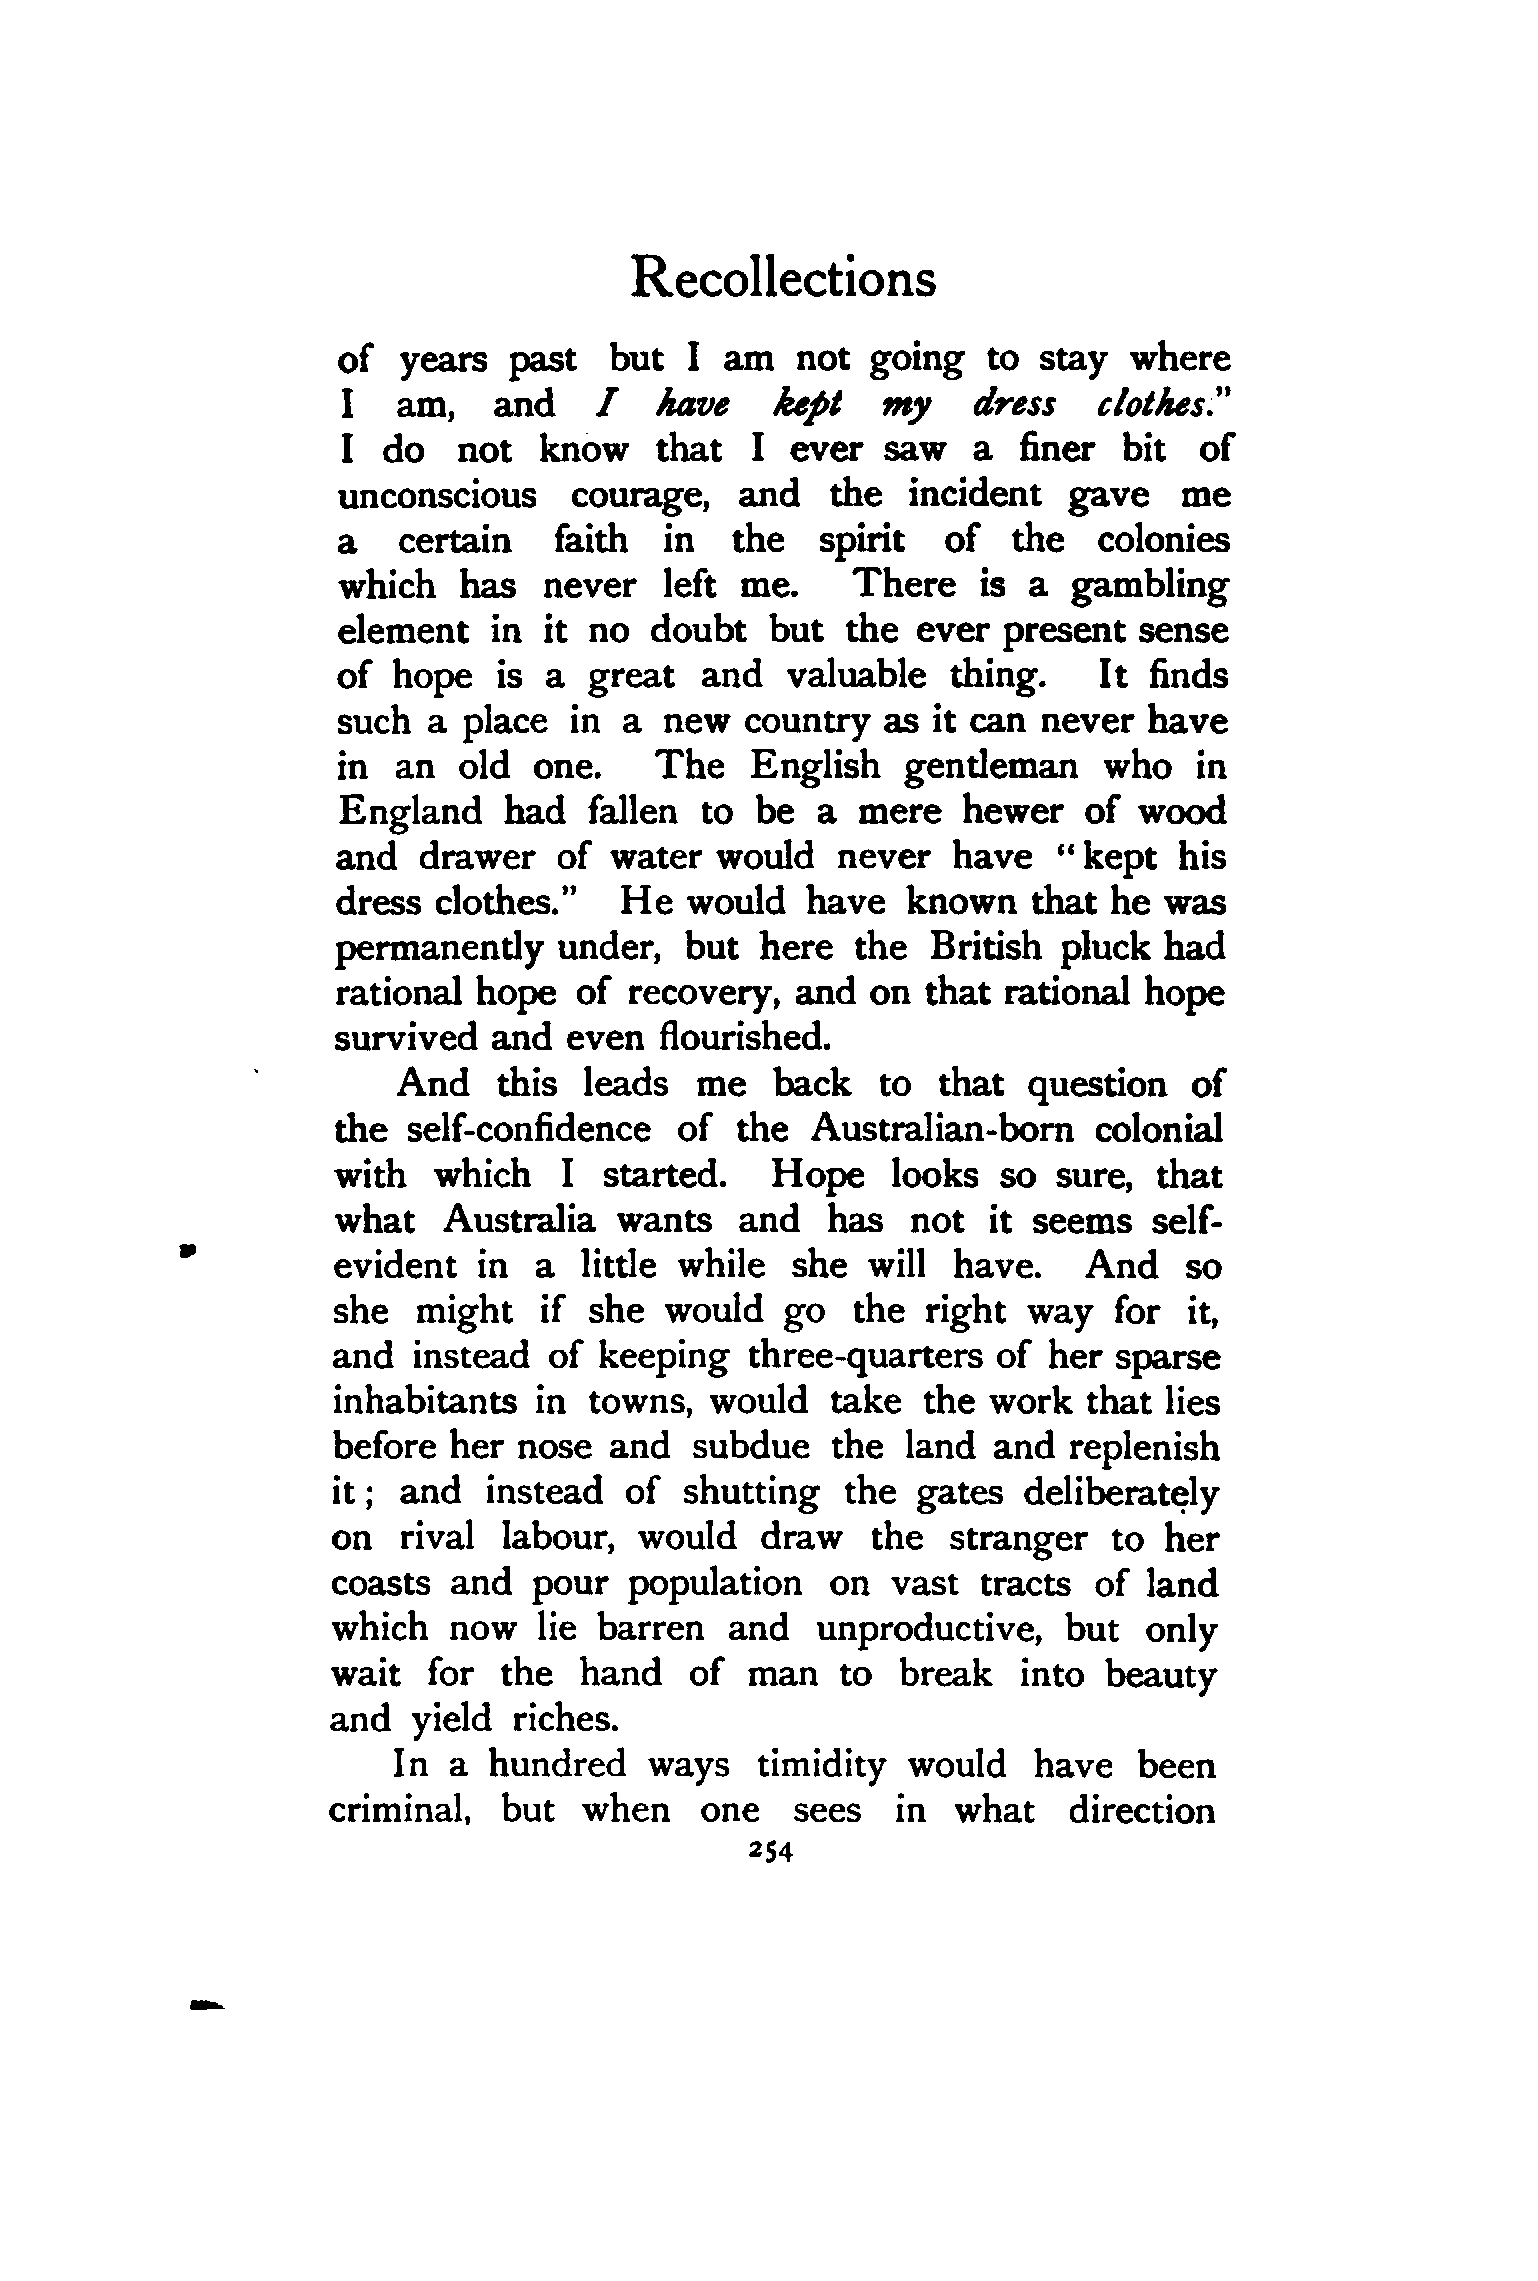 Recollections
of years past but I am not going to stay where
I am, and I have kept my dress clothes."
I do not know that I ever saw a finer bit of
unconscious courage, and the incident gave me
a certain faith in the spirit of the colonies
which has never left me. There is a gambling
element in it no doubt but the ever present sense
of hope is a great and valuable thing. It finds
such a place in a new country as it can never have
in an old one. The English gentleman who in
England had fallen to be a mere hewer of wood
and drawer of water would never have "kept his
dress clothes." He would have known that he was
permanently under, but here the British pluck had
rational hope of recovery, and on that rational hope
survived and even flourished.
And this leads me back to that question of
the self-confidence of the Australian-born colonial
with which I started. Hope looks so sure, that
what Australia wants and has not it seems self-
evident in a little while she will have. And so
she might if she would go the right way for it,
and instead of keeping three-quarters of her sparse
inhabitants in towns, would take the work that lies
before her nose and subdue the land and replenish
it; and instead of shutting the gates deliberately
on rival labour, would draw the stranger to her
coasts and pour population on vast tracts of land
which now lie barren and unproductive, but only
wait for the hand of man to break into beauty
and yield riches.
In a hundred ways timidity would have been
criminal, but when one sees in what direction
254